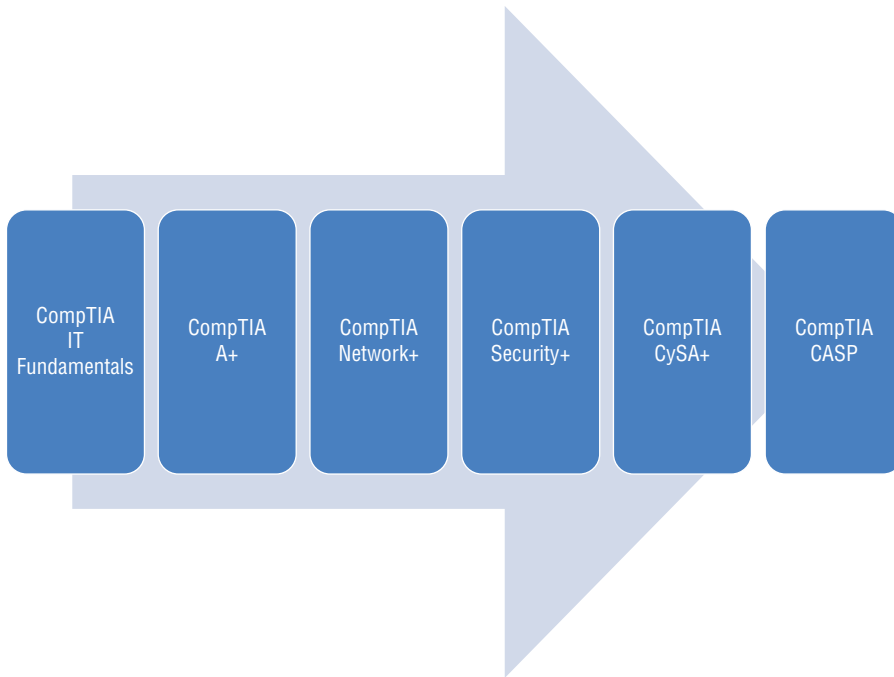 CompTIA
IT
Fundamentals
CompTIA
A+
CompTIA
Network+
CompTIA
Security+
CompTIA
CySA+
CompTIA
CASP